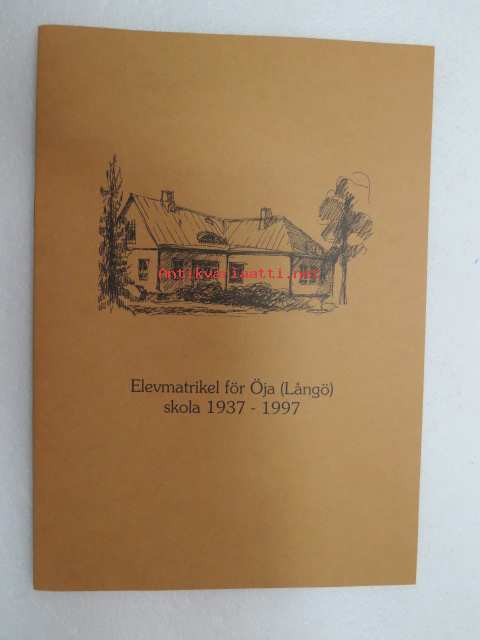 Antikvariaatti.net
Elevmatrikel för Öja (Långö)
skola 1937 - 1997